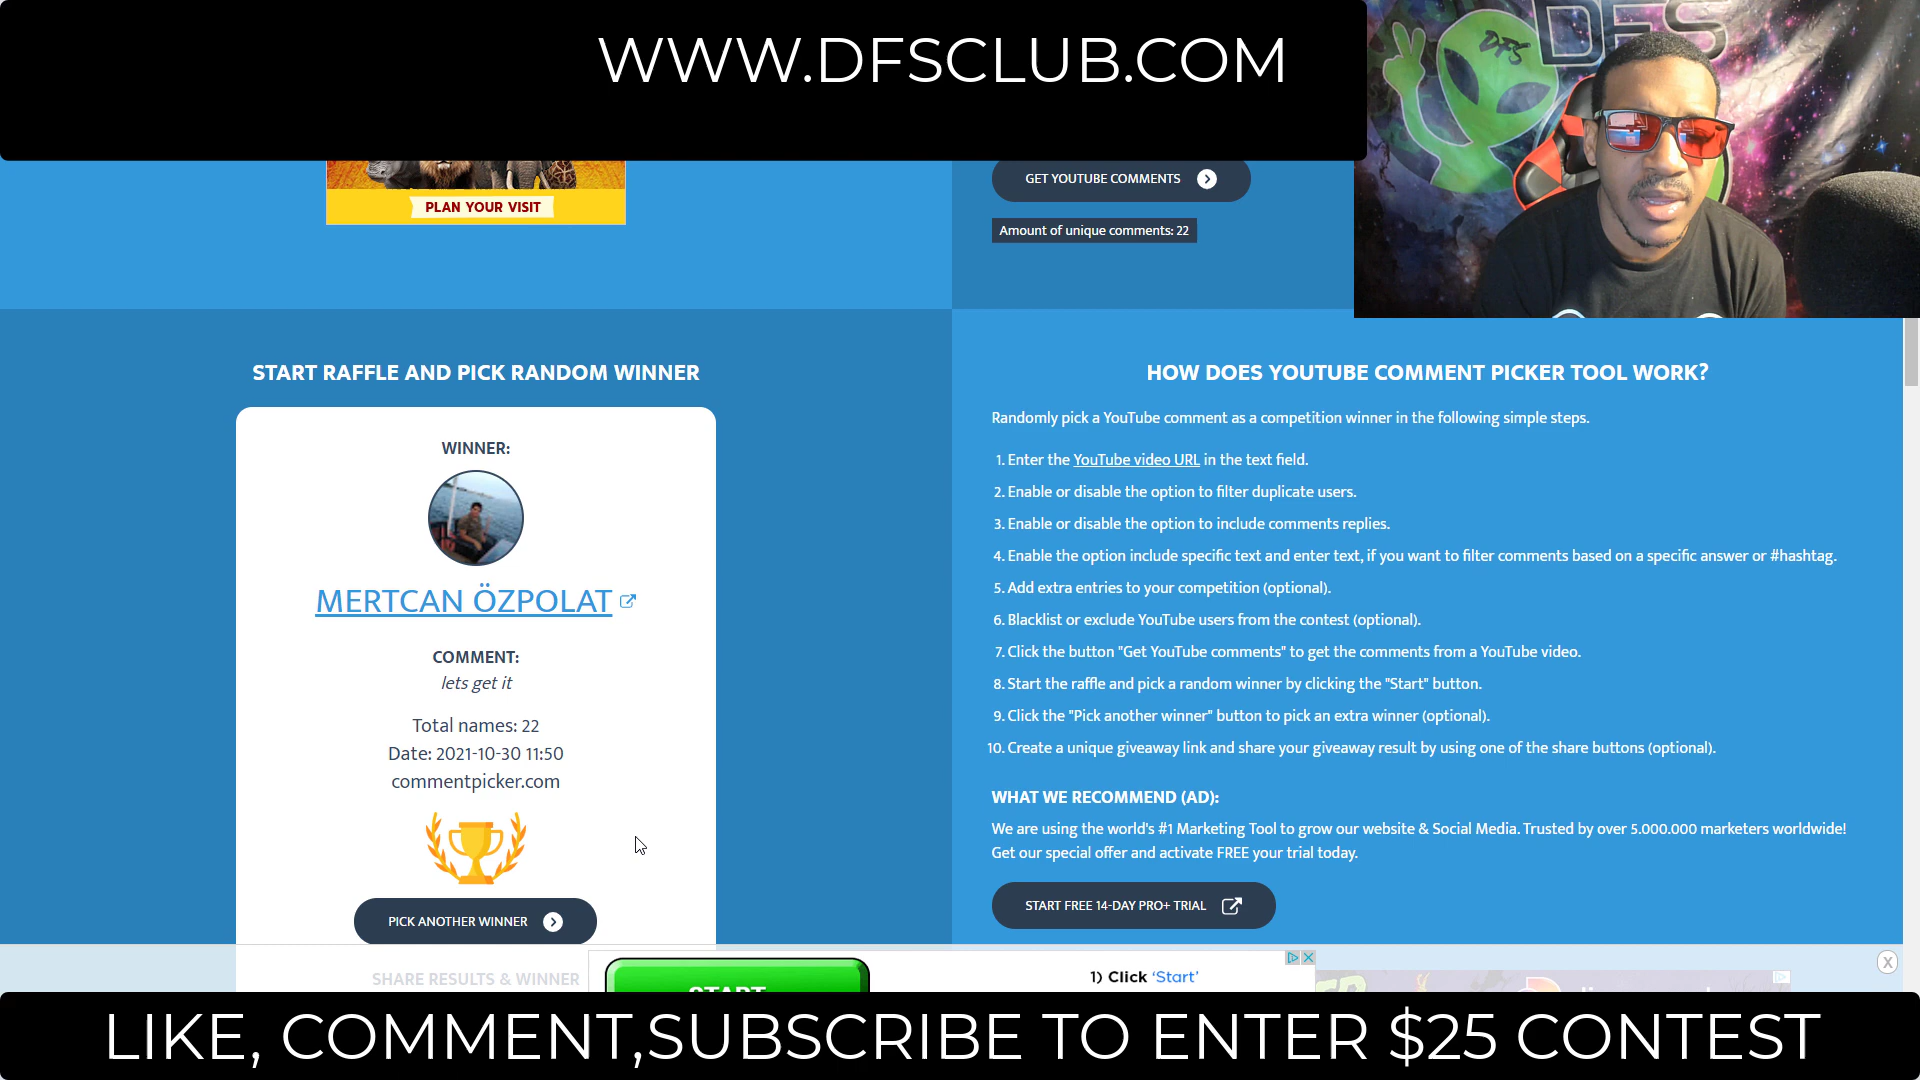 WWW.DFSCLUB.COM
DFS
DFS
PLAN YOUR VISIT
GET YOUTUBE COMMENTS
Amount of unique comments: 22
START RAFFLE AND PICK RANDOM WINNER
WINNER:
MERTCAN ÖZPOLAT
COMMENT:
lets get it
Total names: 22
Date: 2021-10-30 11:50
commentpicker.com
PICK ANOTHER WINNER
SHARE RESULTS & WINNER
HOW DOES YOUTUBE COMMENT PICKER TOOL WORK?
Randomly pick a YouTube comment as a competition winner in the following simple steps.
1. Enter the YouTube video URL in the text field.
2. Enable or disable the option to filter duplicate users.
3. Enable or disable the option to include comments replies.
4. Enable the option include specific text and enter text, if you want to filter comments based on a specific answer or #hashtag.
5. Add extra entries to your competition (optional).
6. Blacklist or exclude YouTube users from the contest (optional).
7. Click the button "Get YouTube comments" to get the comments from a YouTube video.
8. Start the raffle and pick a random winner by clicking the "Start" button.
9. Click the "Pick another winner" button to pick an extra winner (optional).
10. Create a unique giveaway link and share your giveaway result by using one of the share buttons (optional).
WHAT WE RECOMMEND (AD):
We are using the world's #1 Marketing Tool to grow our website & Social Media. Trusted by over 5.000.000 marketers worldwide!
Get our special offer and activate FREE your trial today.
START FREE 14-DAY PRO+ TRIAL
START
1) Click 'Start'
X
LIKE, COMMENT,SUBSCRIBE TO ENTER $25 CONTEST